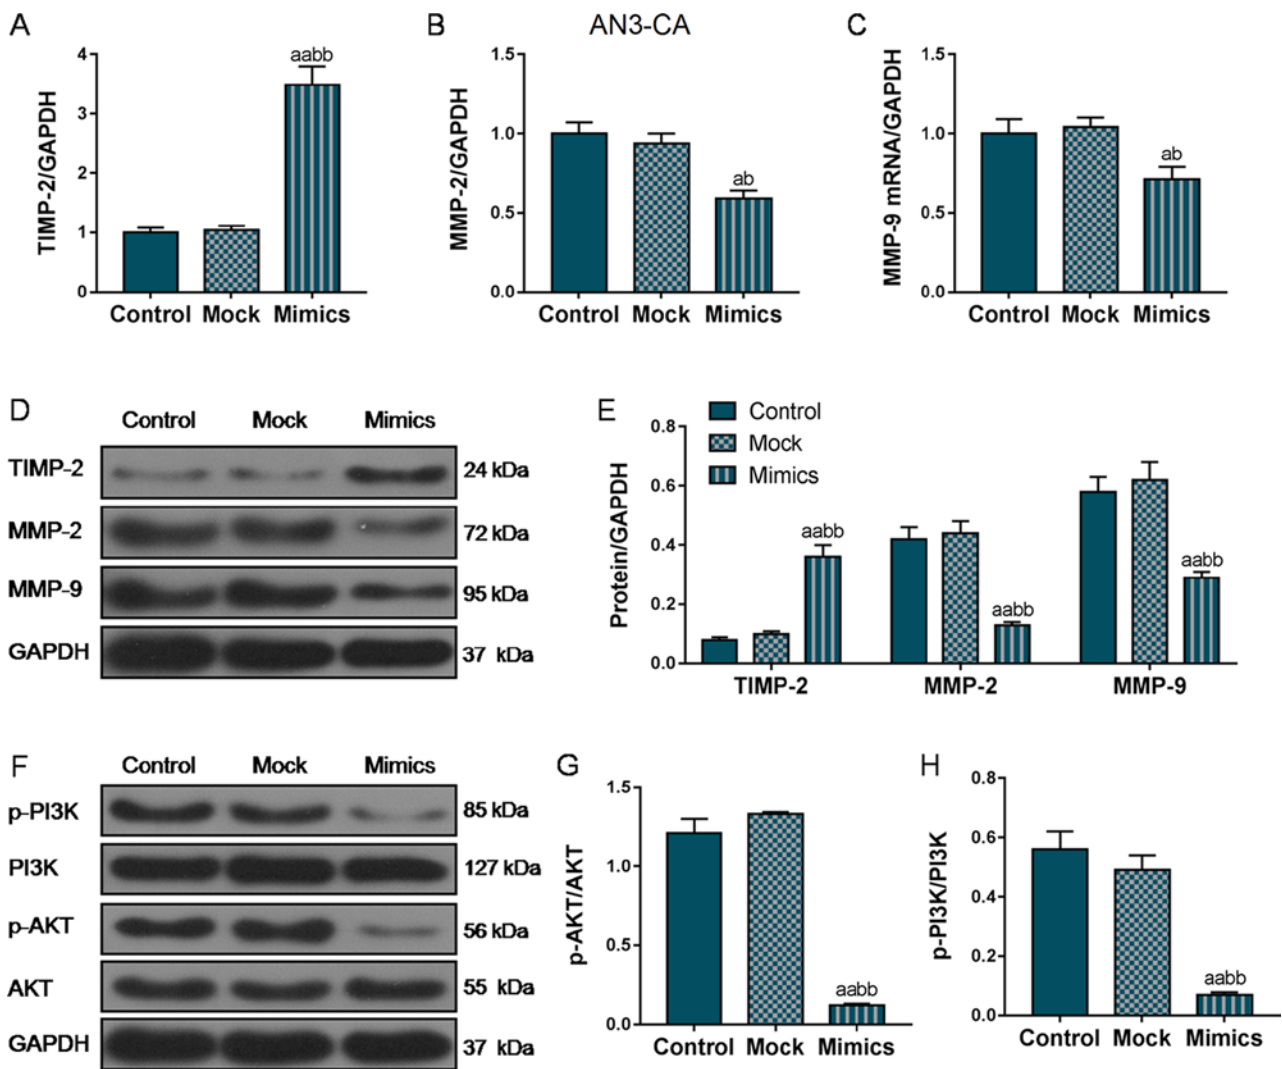 A
B
AN3-CA
C
TIMP-2/GAPDH
4
3
2
1
0
aabb
Control Mock Mimics
MMP-2/GAPDH
1.5
1.0
0.5
0.0
ab
Control Mock Mimics
MMP-9 mRNA/GAPDH
1.5
1.0
0.5
0.0
ab
Control Mock Mimics
D
Control Mock Mimics
TIMP-2 24 kDa
MMP-2 72 kDa
MMP-9 95 kDa
GAPDH 37 kDa
E
Control
Mock
Mimics
Protein/GAPDH
0.8
0.6
0.4
0.2
0.0
aabb
aabb
aabb
TIMP-2 MMP-2 MMP-9
F
Control Mock Mimics
p-PI3K 85 kDa
PI3K 127 kDa
p-AKT 56 kDa
AKT 55 kDa
GAPDH 37 kDa
G
p-AKT/AKT
1.5
1.0
0.5
0.0
aabb
Control Mock Mimics
H
p-PI3K/PI3K
0.8
0.6
0.4
0.2
0.0
aabb
Control Mock Mimics